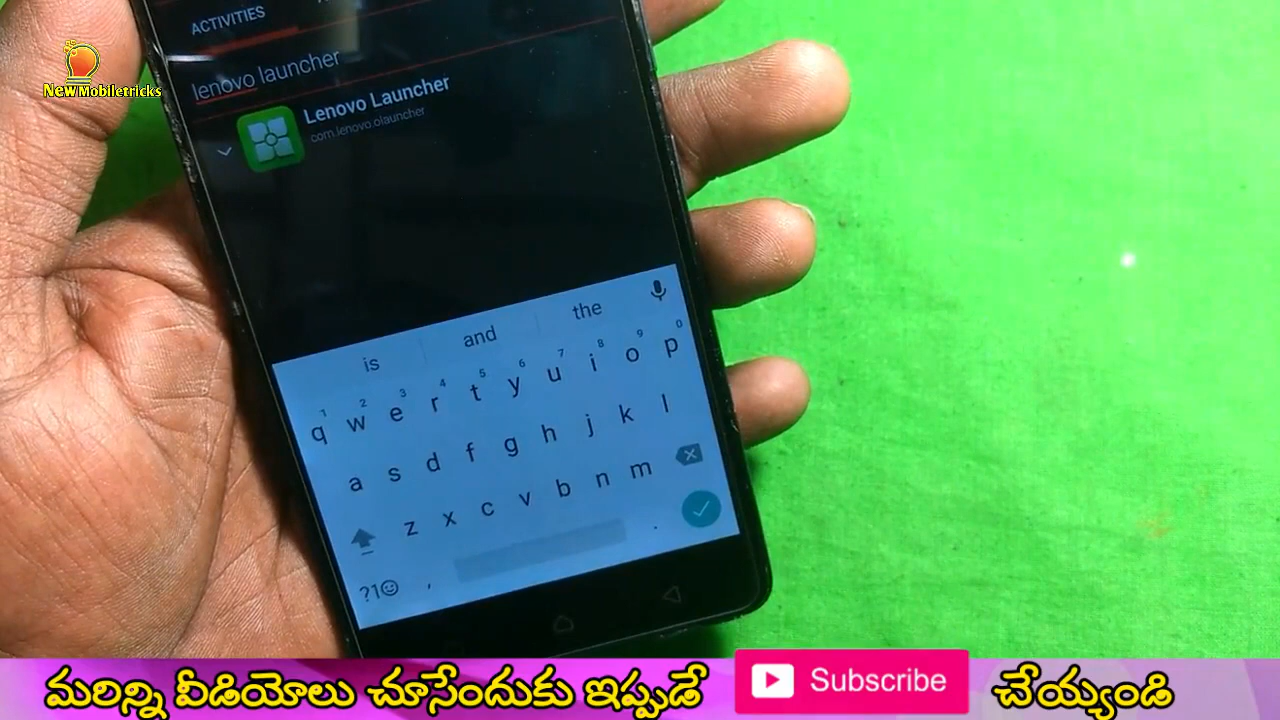 ACTIVITIES
New Mobiletricks
lenovo launcher
Lenovo Launcher
com.lenovo.olauncher
is and the
1 2 3 4 5 6 7 8 9 0
q w e r t y u i o p
a s d f g h j k l
z x c v b n m
?1☺ , .
మరిన్ని వీడియోలు చూసేందుకు ఇప్పుడే Subscribe చేయ్యండి